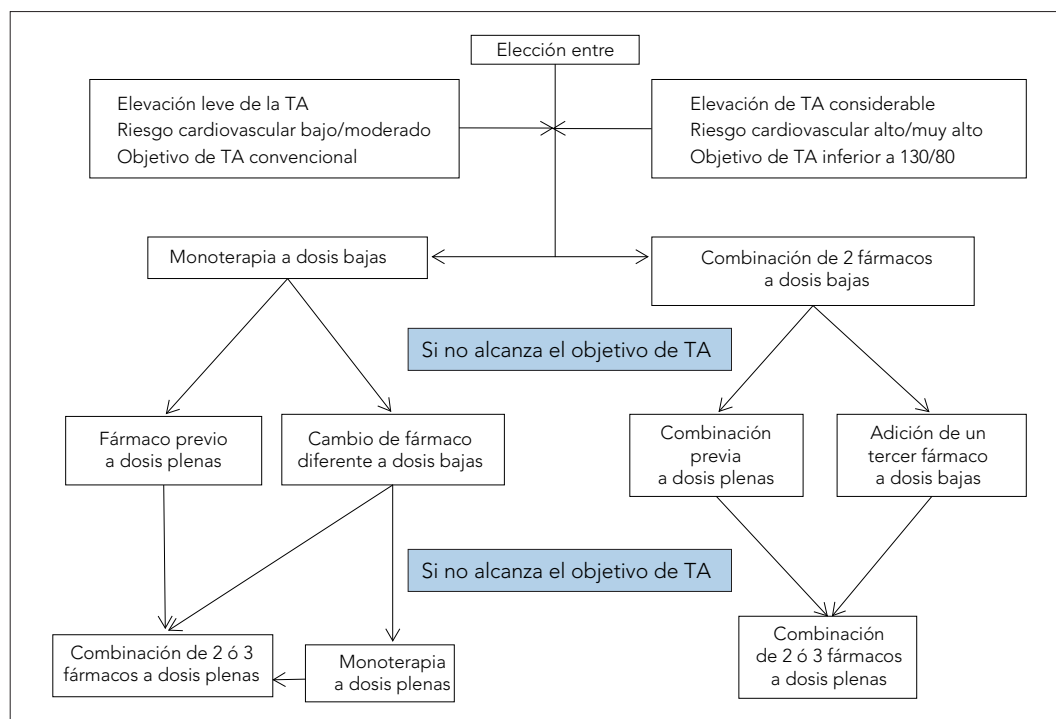 Elección entre
Elevación leve de la TA
Riesgo cardiovascular bajo/moderado
Objetivo de TA convencional
Elevación de TA considerable
Riesgo cardiovascular alto/muy alto
Objetivo de TA inferior a 130/80
Monoterapia a dosis bajas
Combinación de 2 fármacos
a dosis bajas
Si no alcanza el objetivo de TA
Fármaco previo
a dosis plenas
Cambio de fármaco
diferente a dosis bajas
Combinación
previa
a dosis plenas
Adición de un
tercer fármaco
a dosis bajas
Si no alcanza el objetivo de TA
Combinación de 2 ó 3
fármacos a dosis plenas
Monoterapia
a dosis plenas
Combinación
de 2 ó 3 fármacos
a dosis plenas